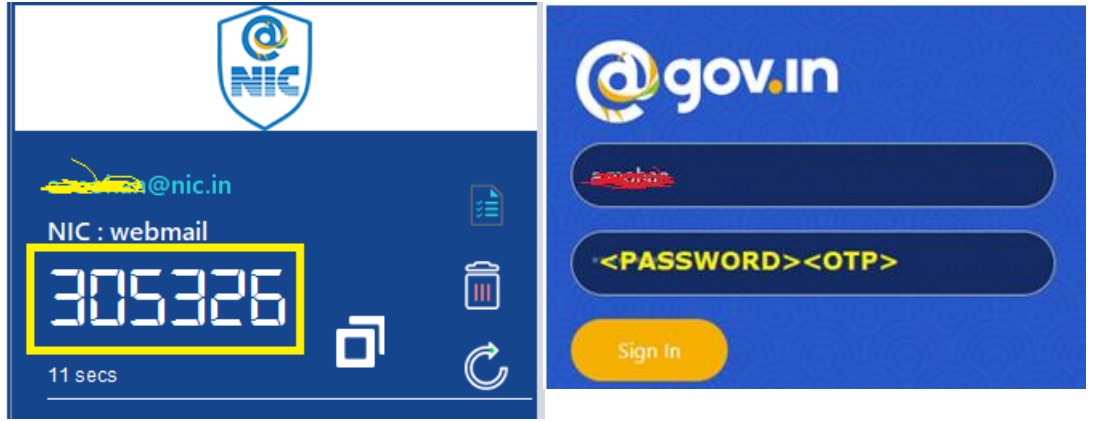 NIC
@nic.in
NIC : webmail
305326
11 secs
@gov.in
<PASSWORD><OTP>
Sign In